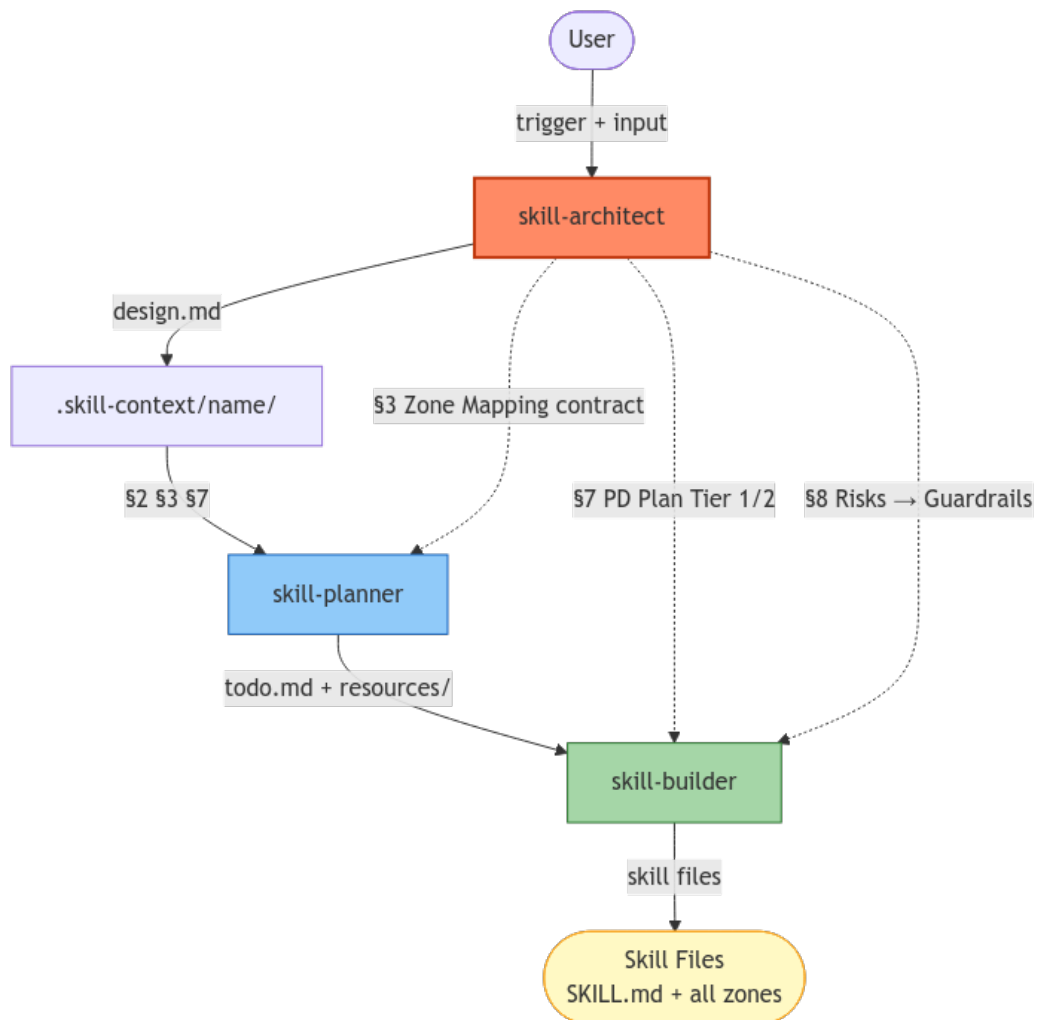 User
trigger + input
skill-architect
design.md
.skill-context/name/
§3 Zone Mapping contract
§2 §3 §7
§7 PD Plan Tier 1/2
§8 Risks → Guardrails
skill-planner
todo.md + resources/
skill-builder
skill files
Skill Files
SKILL.md + all zones